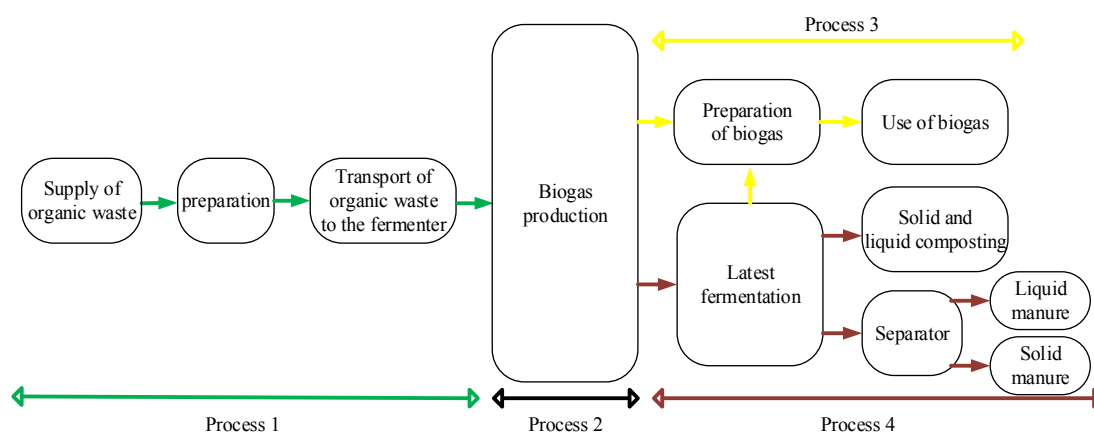 Process 3
Supply of
organic waste
preparation
Transport of
organic waste
to the fermenter
Biogas
production
Preparation
of biogas
Use of biogas
Latest
fermentation
Solid and
liquid composting
Separator
Liquid
manure
Solid
manure
Process 1
Process 2
Process 4